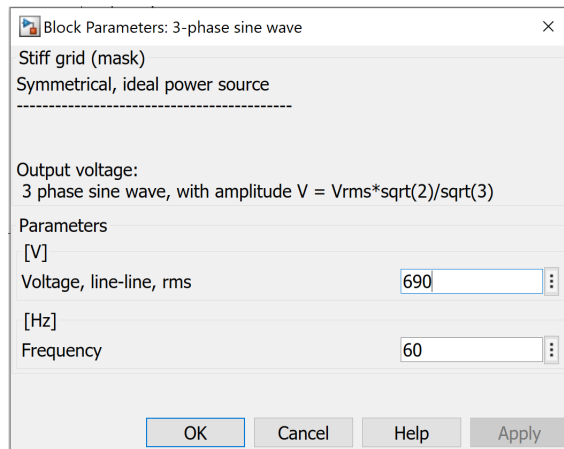 Block Parameters: 3-phase sine wave
Stiff grid (mask)
Symmetrical, ideal power source
-------------------------------------------
Output voltage:
3 phase sine wave, with amplitude V = Vrms*sqrt(2)/sqrt(3)
Parameters
[V]
Voltage, line-line, rms 690
[Hz]
Frequency 60
OK Cancel Help Apply